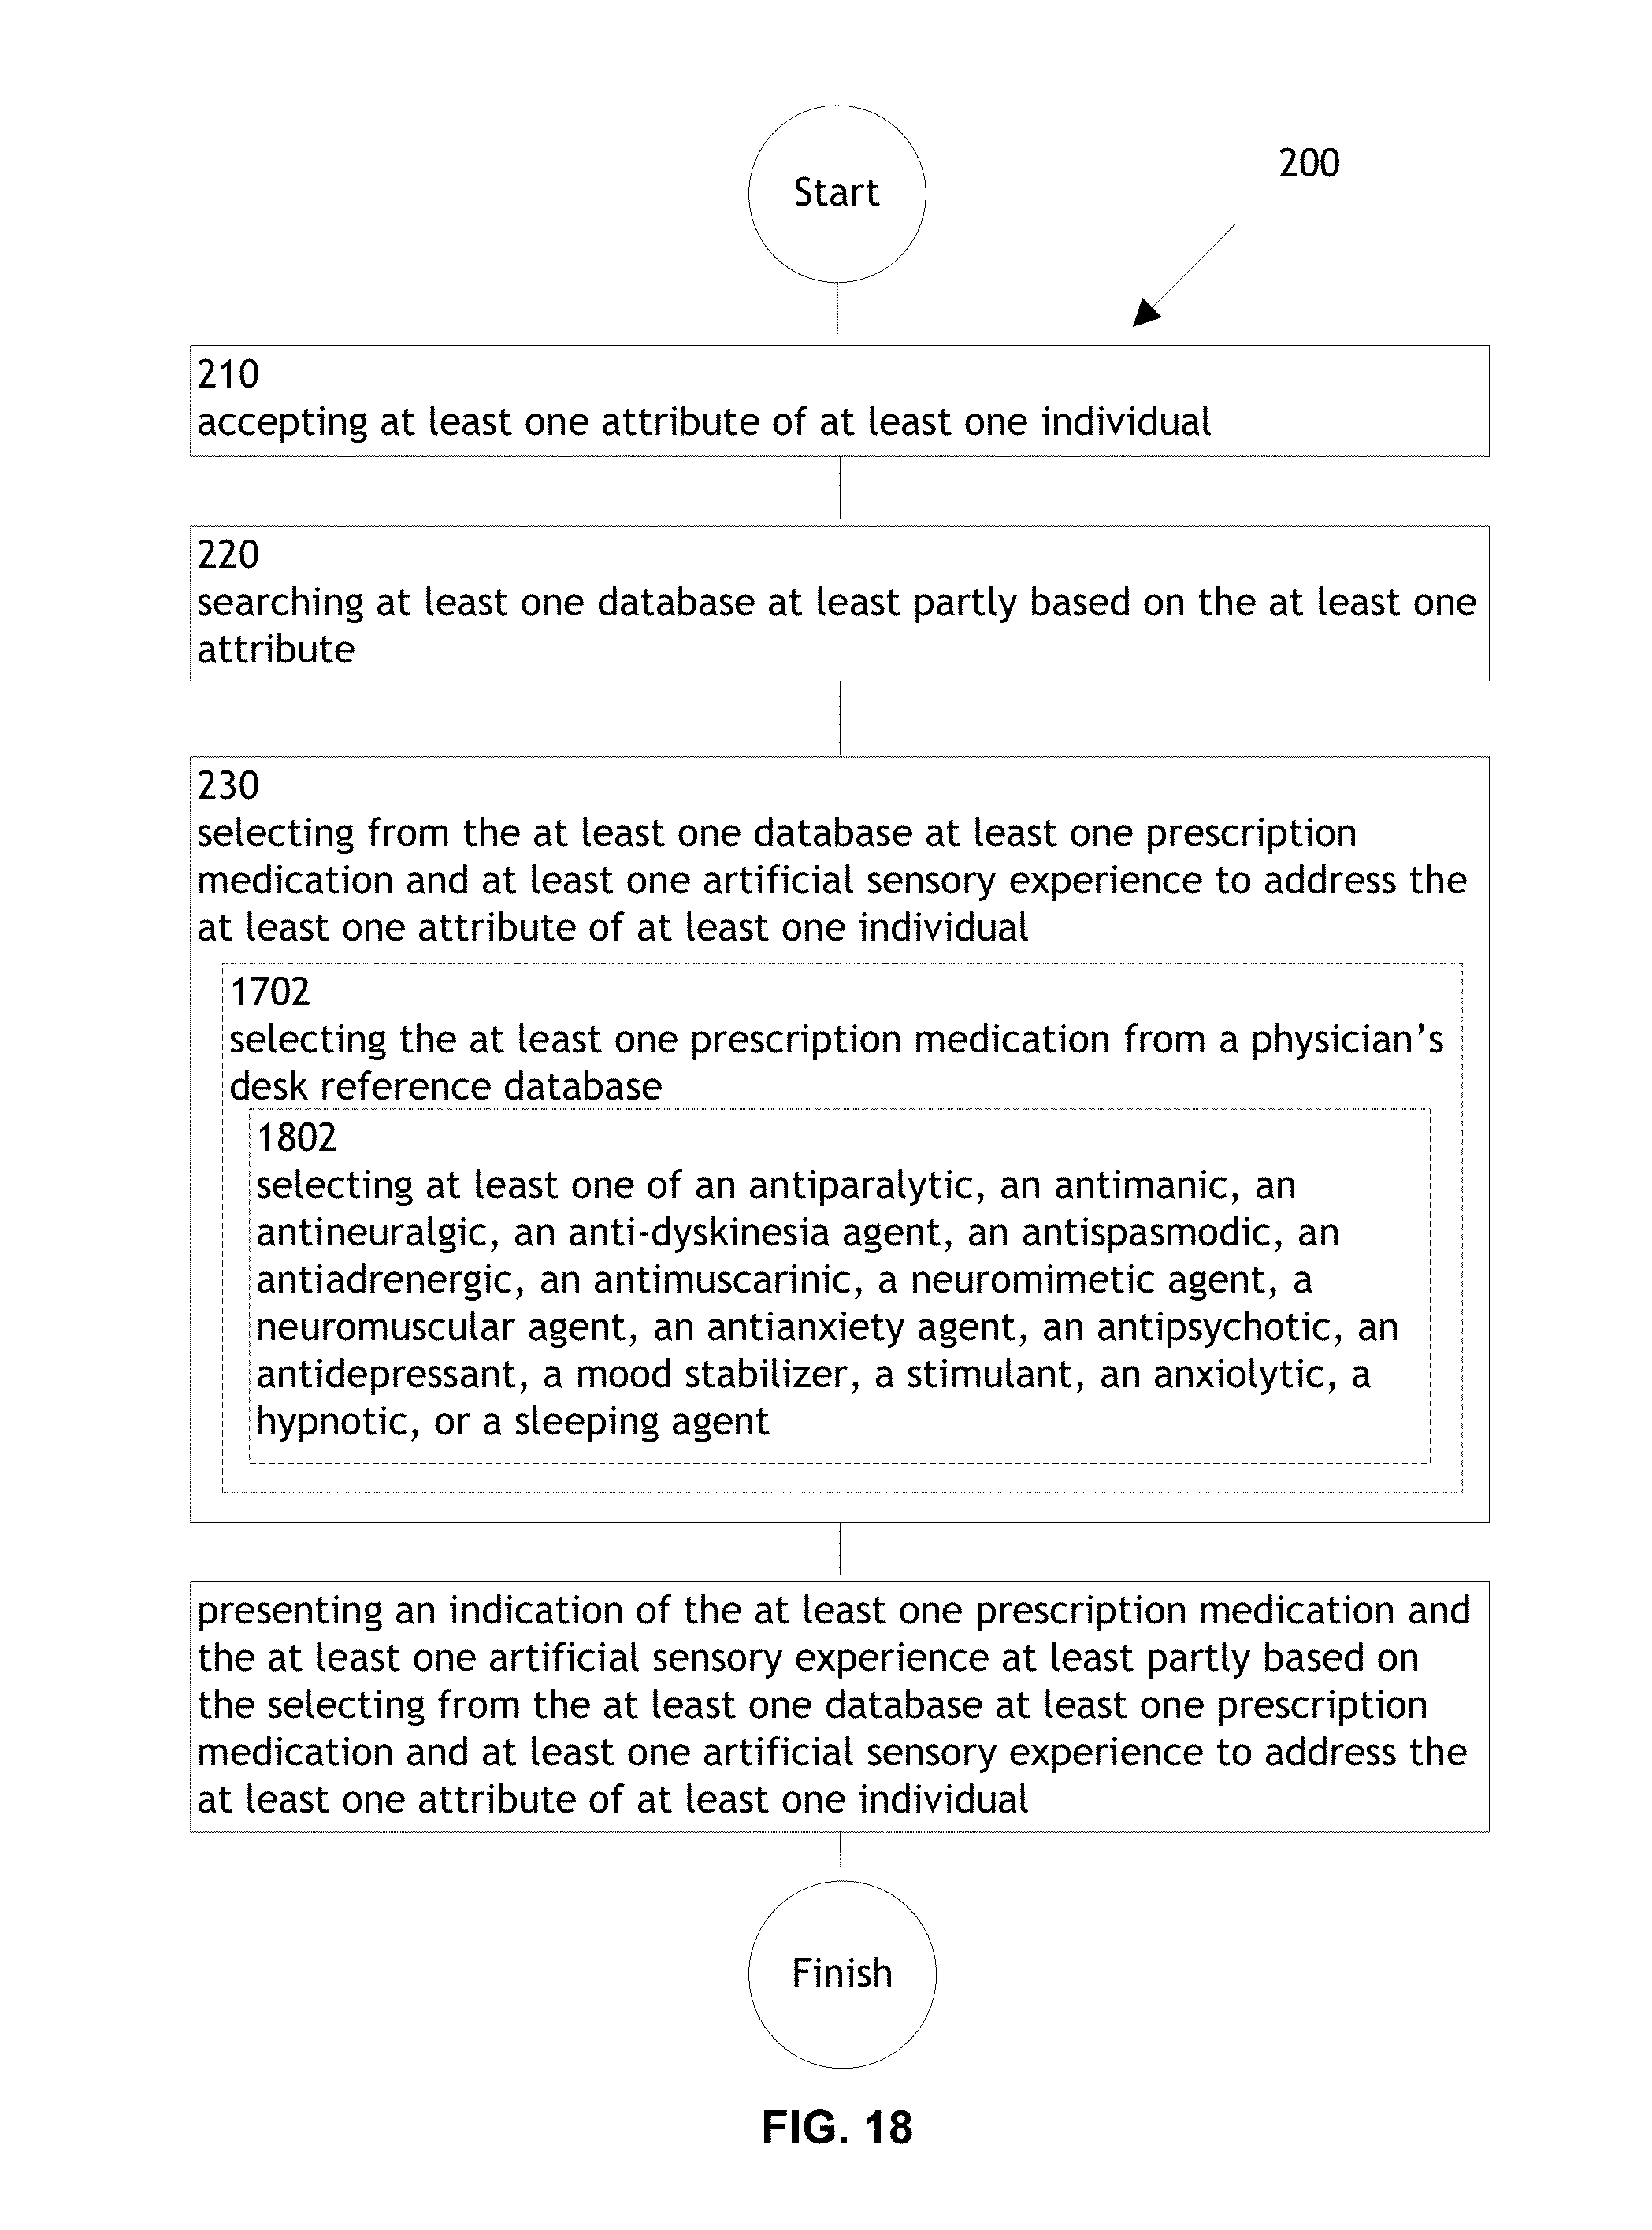 Start
200
210
accepting at least one attribute of at least one individual
220
searching at least one database at least partly based on the at least one
attribute
230
selecting from the at least one database at least one prescription
medication and at least one artificial sensory experience to address the
at least one attribute of at least one individual
1702
selecting the at least one prescription medication from a physician’s
desk reference database
1802
selecting at least one of an antiparalytic, an antimanic, an
antineuralgic, an anti-dyskinesia agent, an antispasmodic, an
antiadrenergic, an antimuscarinic, a neuromimetic agent, a
neuromuscular agent, an antianxiety agent, an antipsychotic, an
antidepressant, a mood stabilizer, a stimulant, an anxiolytic, a
hypnotic, or a sleeping agent
presenting an indication of the at least one prescription medication and
the at least one artificial sensory experience at least partly based on
the selecting from the at least one database at least one prescription
medication and at least one artificial sensory experience to address the
at least one attribute of at least one individual
Finish
FIG. 18